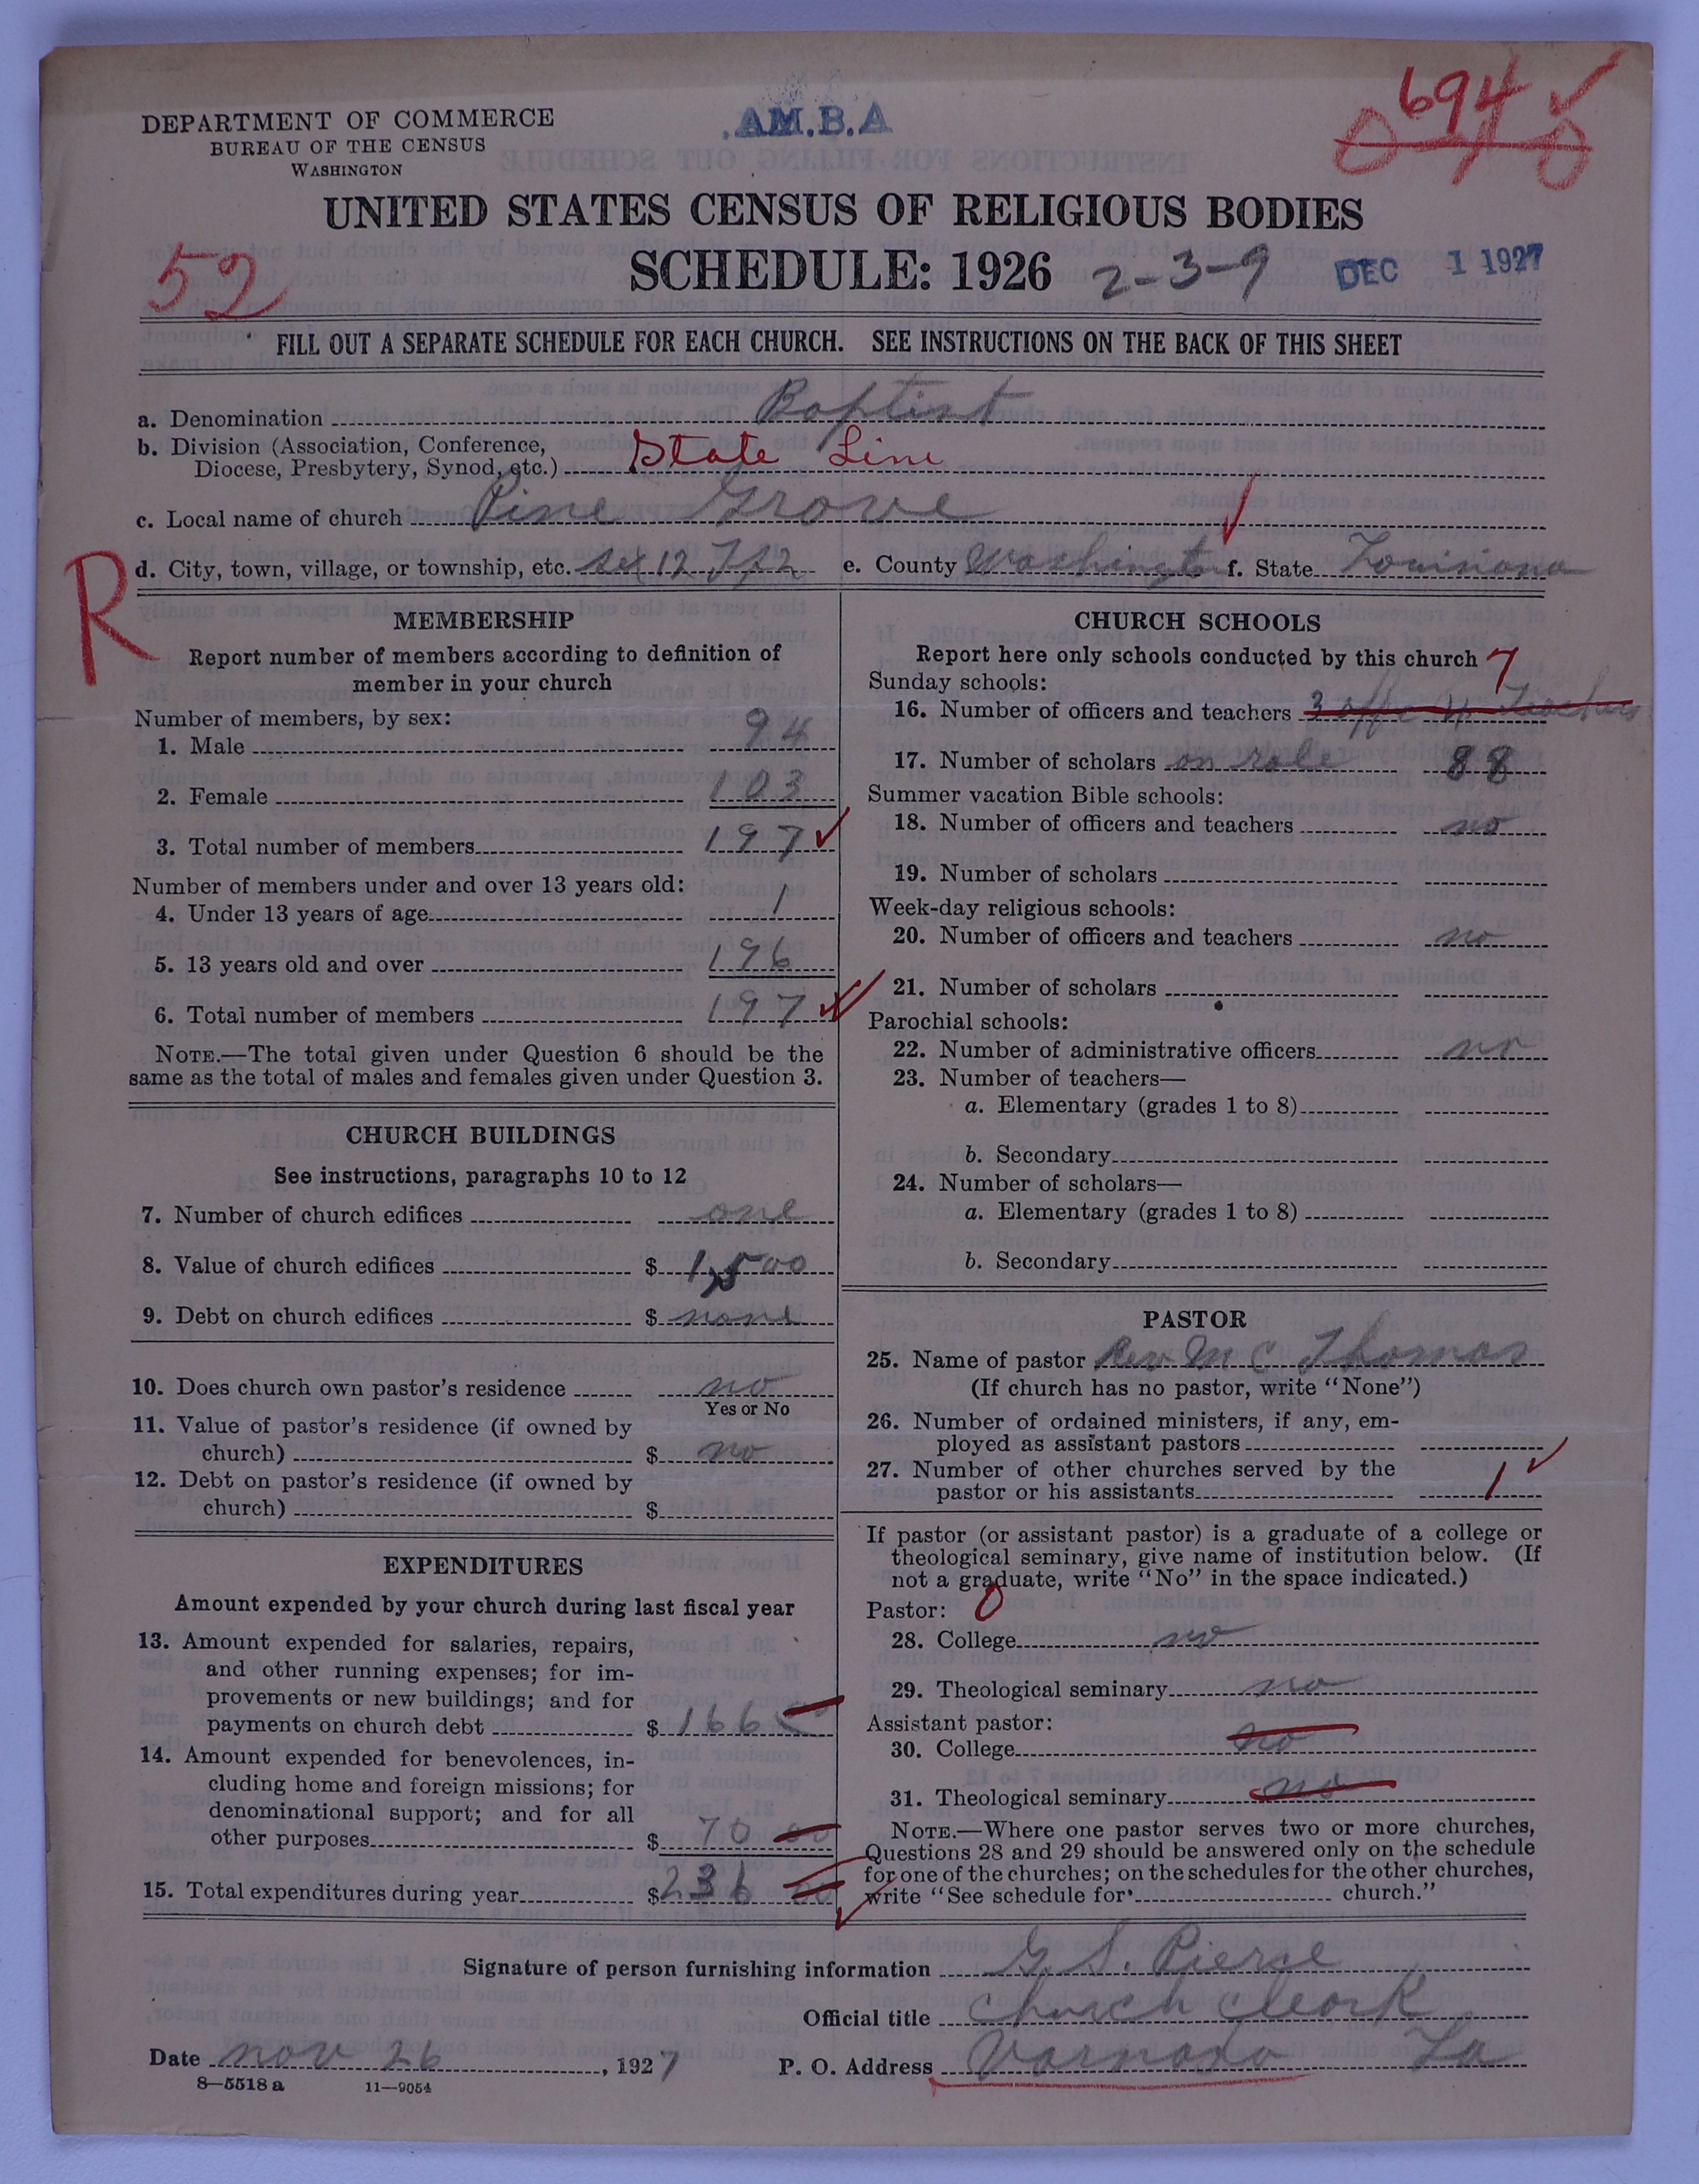 DEPARTMENT OF COMMERCE
BUREAU OF THE CENSUS
WASHINGTON
AM.B.A
694
UNITED STATES CENSUS OF RELIGIOUS BODIES
SCHEDULE: 1926 2-3-9 DEC 1 1927
52
FILL OUT A SEPARATE SCHEDULE FOR EACH CHURCH. SEE INSTRUCTIONS ON THE BACK OF THIS SHEET
a. Denomination Baptist
b. Division (Association, Conference,
Diocese, Presbytery, Synod, etc.) State Line
c. Local name of church Pine Grove
R
d. City, town, village, or township, etc. 12 e. County Washington f. State Louisiana
MEMBERSHIP
Report number of members according to definition of
member in your church
Number of members, by sex:
1. Male 94
2. Female 103
3. Total number of members 197
Number of members under and over 13 years old:
4. Under 13 years of age 1
5. 13 years old and over 196
6. Total number of members 197
NOTE.—The total given under Question 6 should be the
same as the total of males and females given under Question 3.
CHURCH BUILDINGS
See instructions, paragraphs 10 to 12
7. Number of church edifices one
8. Value of church edifices $ 1,500
9. Debt on church edifices $ none
10. Does church own pastor's residence no
Yes or No
11. Value of pastor's residence (if owned by
church) $ no
12. Debt on pastor's residence (if owned by
church) $
EXPENDITURES
Amount expended by your church during last fiscal year
13. Amount expended for salaries, repairs,
and other running expenses; for im-
provements or new buildings; and for
payments on church debt $ 166
14. Amount expended for benevolences, in-
cluding home and foreign missions; for
denominational support; and for all
other purposes $ 70 00
15. Total expenditures during year $ 236 00
CHURCH SCHOOLS
Report here only schools conducted by this church 7
Sunday schools:
16. Number of officers and teachers 3 offc 4 Teachers
17. Number of scholars on role 88
Summer vacation Bible schools:
18. Number of officers and teachers no
19. Number of scholars
Week-day religious schools:
20. Number of officers and teachers no
21. Number of scholars
Parochial schools:
22. Number of administrative officers no
23. Number of teachers—
a. Elementary (grades 1 to 8)
b. Secondary
24. Number of scholars—
a. Elementary (grades 1 to 8)
b. Secondary
PASTOR
25. Name of pastor Rev M C Thomas
(If church has no pastor, write "None")
26. Number of ordained ministers, if any, em-
ployed as assistant pastors
27. Number of other churches served by the
pastor or his assistants 1
If pastor (or assistant pastor) is a graduate of a college or
theological seminary, give name of institution below. (If
not a graduate, write "No" in the space indicated.)
Pastor: 0
28. College no
29. Theological seminary no
Assistant pastor:
30. College no
31. Theological seminary no
NOTE.—Where one pastor serves two or more churches,
Questions 28 and 29 should be answered only on the schedule
for one of the churches; on the schedules for the other churches,
write "See schedule for church."
Signature of person furnishing information G. S. Pierce
Official title Church Cleark
Date Nov 26, 1927 P. O. Address Varnado La
8—5518 a 11—9054